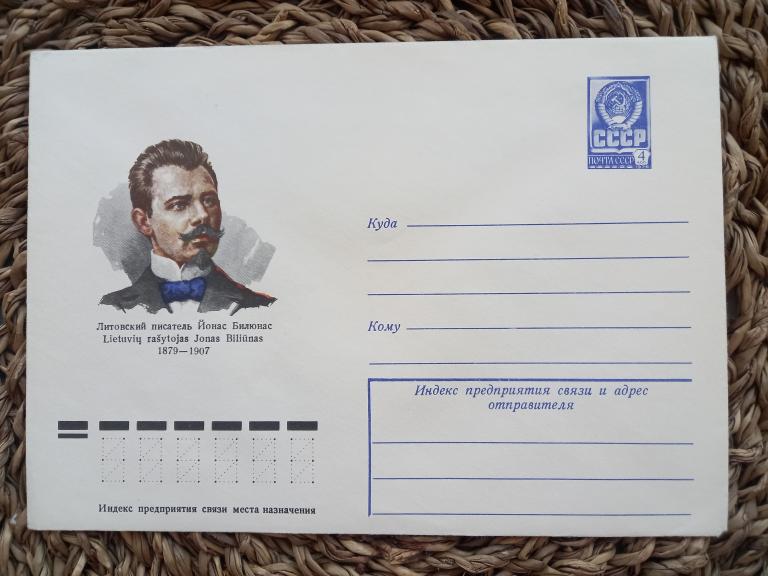 СССР
ПОЧТА СССР 4
Куда
Кому
Литовский писатель Йонас Билюнас
Lietuvių rašytojas Jonas Biliūnas
1879—1907
Индекс предприятия связи и адрес
отправителя
Индекс предприятия связи места назначения